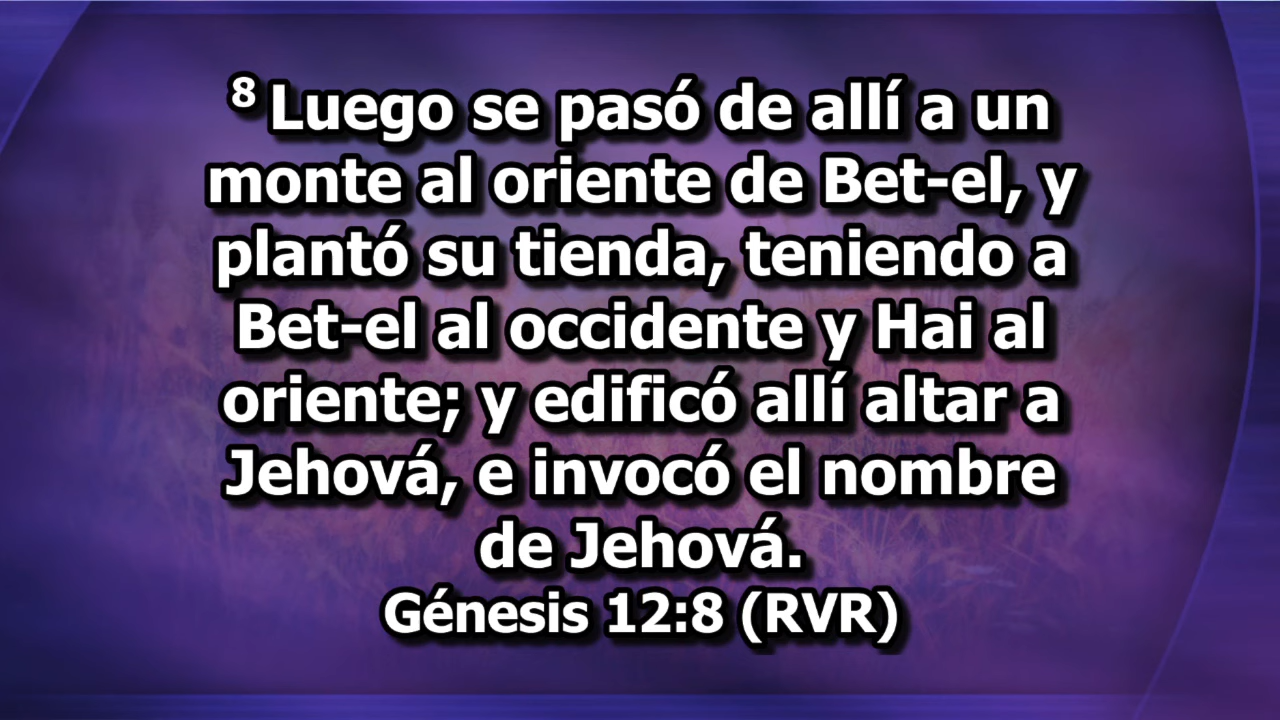 ⁸ Luego se pasó de allí a un
monte al oriente de Bet-el, y
plantó su tienda, teniendo a
Bet-el al occidente y Hai al
oriente; y edificó allí altar a
Jehová, e invocó el nombre
de Jehová.
Génesis 12:8 (RVR)